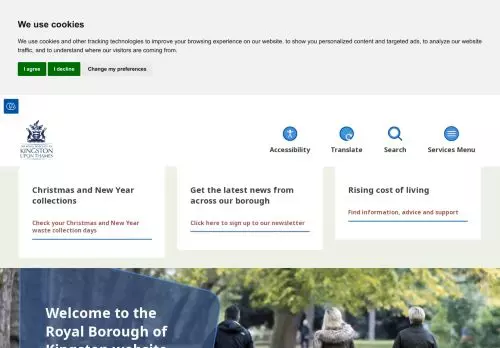 We use cookies
We use cookies and other tracking technologies to improve your browsing experience on our website, to show you personalized content and targeted ads, to analyze our website
traffic, and to understand where our visitors are coming from.
I agree
I decline
Change my preferences
KINGSTON
UPON THAMES
Accessibility
Translate
Search
Services Menu
Christmas and New Year
collections
Check your Christmas and New Year
waste collection days
Get the latest news from
across our borough
Click here to sign up to our newsletter
Rising cost of living
Find information, advice and support
Welcome to the
Royal Borough of
Kingston website